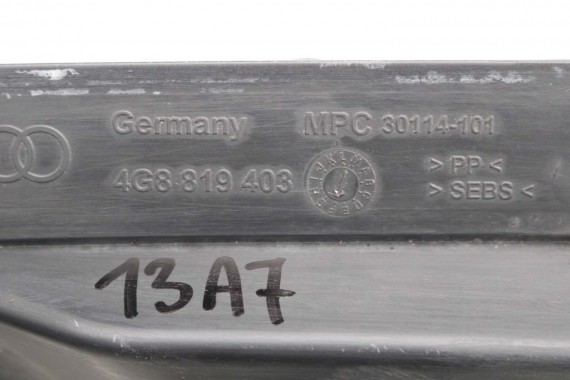 Germany MPC 30114-101
4G8 819 403 >PP<
>SEBS<
13A7